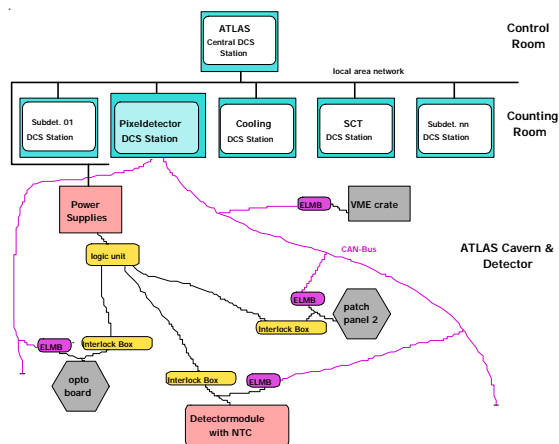 ATLAS
Central DCS
Station
Control
Room
local area network
Subdet. 01
DCS Station
Pixeldetector
DCS Station
Cooling
DCS Station
SCT
DCS Station
Subdet. nn
DCS Station
Counting
Room
Power
Supplies
ELMB
VME crate
logic unit
CAN-Bus
ATLAS Cavern &
Detector
ELMB
patch
panel 2
Interlock Box
ELMB
Interlock Box
opto
board
Interlock Box
ELMB
Detectormodule
with NTC